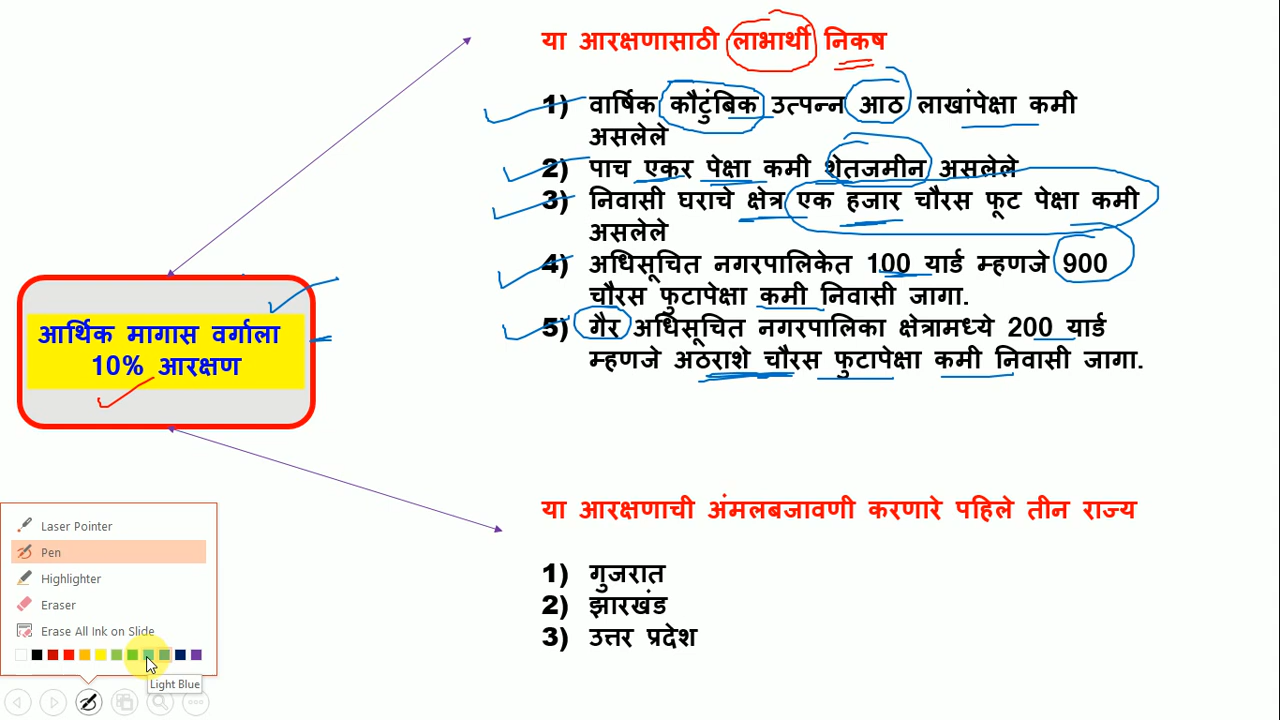 या आरक्षणासाठी लाभार्थी निकष
1) वार्षिक कौटुंबिक उत्पन्न आठ लाखांपेक्षा कमी
असलेले
2) पाच एकर पेक्षा कमी शेतजमीन असलेले
3) निवासी घराचे क्षेत्र एक हजार चौरस फूट पेक्षा कमी
असलेले
4) अधिसूचित नगरपालिकेत 100 यार्ड म्हणजे 900
चौरस फुटापेक्षा कमी निवासी जागा.
5) गैर अधिसूचित नगरपालिका क्षेत्रामध्ये 200 यार्ड
म्हणजे अठराशे चौरस फुटापेक्षा कमी निवासी जागा.
आर्थिक मागास वर्गाला
10% आरक्षण
या आरक्षणाची अंमलबजावणी करणारे पहिले तीन राज्य
1) गुजरात
2) झारखंड
3) उत्तर प्रदेश
Laser Pointer
Pen
Highlighter
Eraser
Erase All Ink on Slide
Light Blue